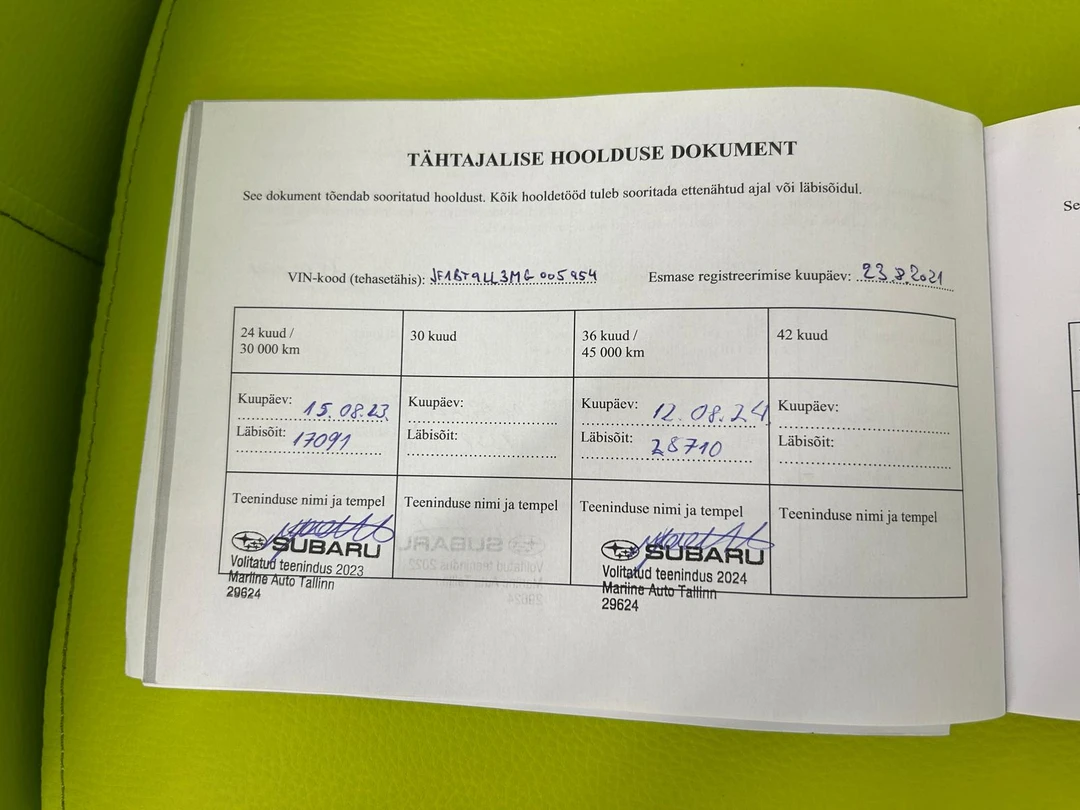 TÄHTAJALISE HOOLDUSE DOKUMENT
See dokument tõendab sooritatud hooldust. Kõik hooldetööd tuleb sooritada ettenähtud ajal või läbisõidul.
VIN-kood (tehasetähis): JF1BT9LL3MG005954 Esmase registreerimise kuupäev: 23.8.2021
24 kuud /
30 000 km
30 kuud
36 kuud /
45 000 km
42 kuud
Kuupäev: 15.08.23
Läbisõit: 17091
Kuupäev:
Läbisõit:
Kuupäev: 12.08.24
Läbisõit: 28710
Kuupäev:
Läbisõit:
Teeninduse nimi ja tempel
SUBARU
Volitatud teenindus 2023
Mariine Auto Tallinn
29624
Teeninduse nimi ja tempel
Teeninduse nimi ja tempel
SUBARU
Volitatud teenindus 2024
Mariine Auto Tallinn
29624
Teeninduse nimi ja tempel
Se